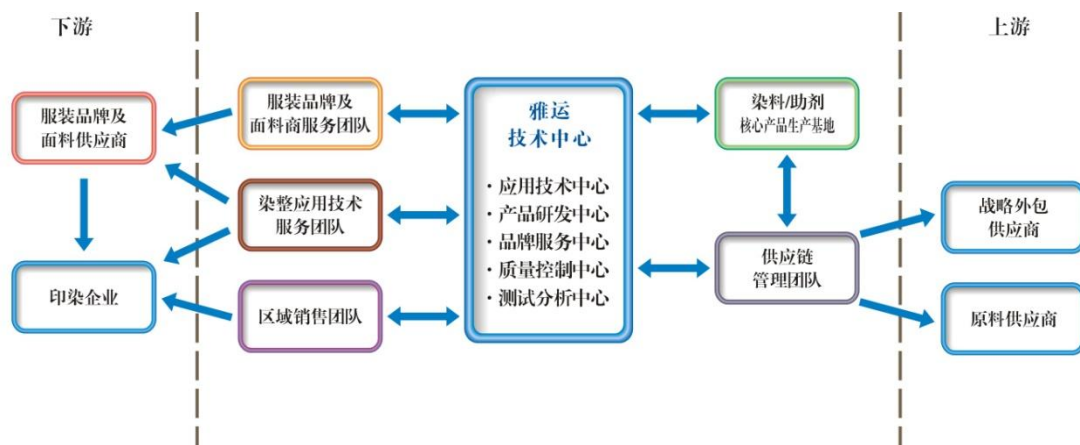 下游
上游
服装品牌及
面料供应商
印染企业
服装品牌及
面料商服务团队
染整应用技术
服务团队
区域销售团队
雅运
技术中心
·应用技术中心
·产品研发中心
·品牌服务中心
·质量控制中心
·测试分析中心
染料/助剂
核心产品生产基地
供应链
管理团队
战略外包
供应商
原料供应商